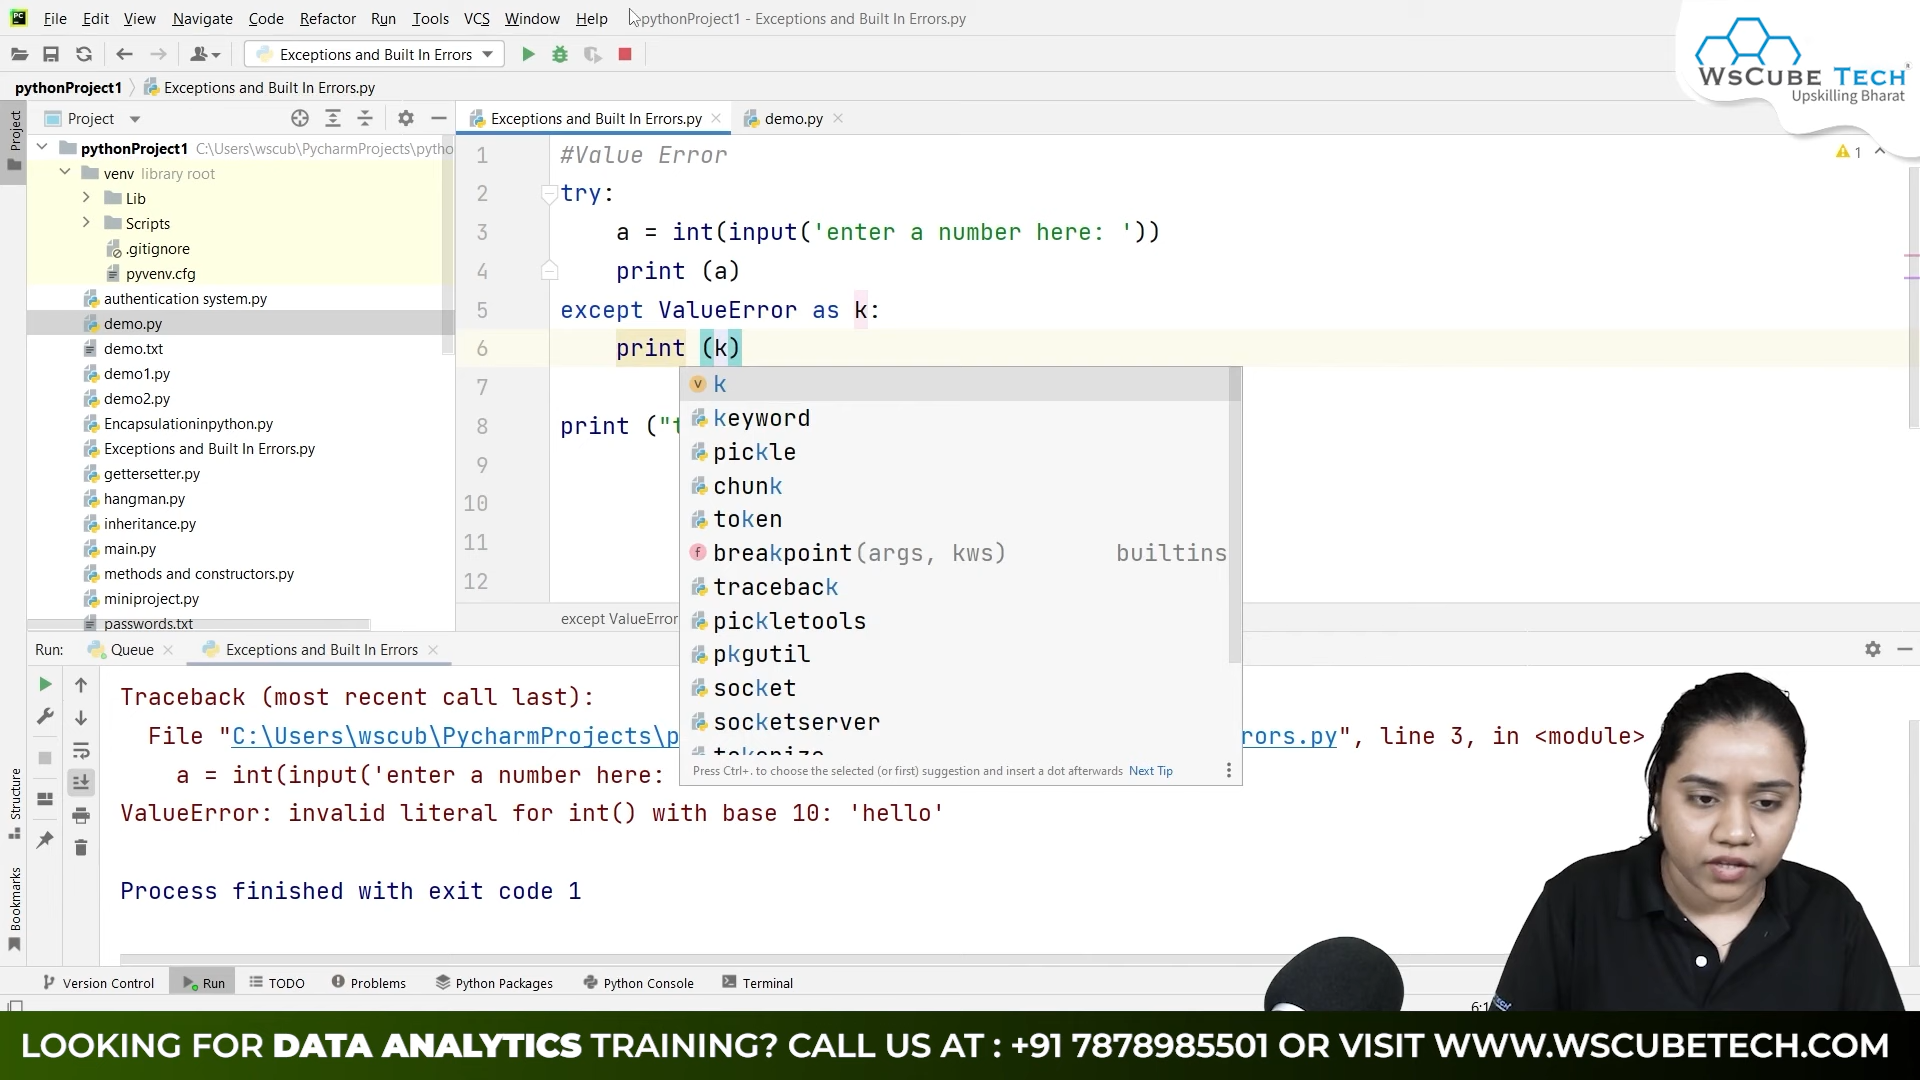 File Edit View Navigate Code Refactor Run Tools VCS Window Help pythonProject1 - Exceptions and Built In Errors.py
Exceptions and Built In Errors
WsCube Tech
Upskilling Bharat
pythonProject1 Exceptions and Built In Errors.py
Project
Project
Exceptions and Built In Errors.py
demo.py
pythonProject1 C:\Users\wscub\PycharmProjects\pytho
venv library root
Lib
Scripts
.gitignore
pyvenv.cfg
authentication system.py
demo.py
demo.txt
demo1.py
demo2.py
Encapsulationinpython.py
Exceptions and Built In Errors.py
gettersetter.py
hangman.py
inheritance.py
main.py
methods and constructors.py
miniproject.py
passwords.txt
1 #Value Error
2 try:
3 a = int(input('enter a number here: '))
4 print (a)
5 except ValueError as k:
6 print (k)
7
8 print ("t
9
10
11
12
1
k
keyword
pickle
chunk
token
breakpoint(args, kws) builtins
traceback
pickletools
pkgutil
socket
socketserver
tokenize
Press Ctrl+. to choose the selected (or first) suggestion and insert a dot afterwards Next Tip
except ValueError
Run: Queue Exceptions and Built In Errors
Traceback (most recent call last):
File "C:\Users\wscub\PycharmProjects\p rors.py", line 3, in <module>
a = int(input('enter a number here:
ValueError: invalid literal for int() with base 10: 'hello'
Process finished with exit code 1
Structure
Bookmarks
Version Control Run TODO Problems Python Packages Python Console Terminal
LOOKING FOR DATA ANALYTICS TRAINING? CALL US AT : +91 7878985501 OR VISIT WWW.WSCUBETECH.COM